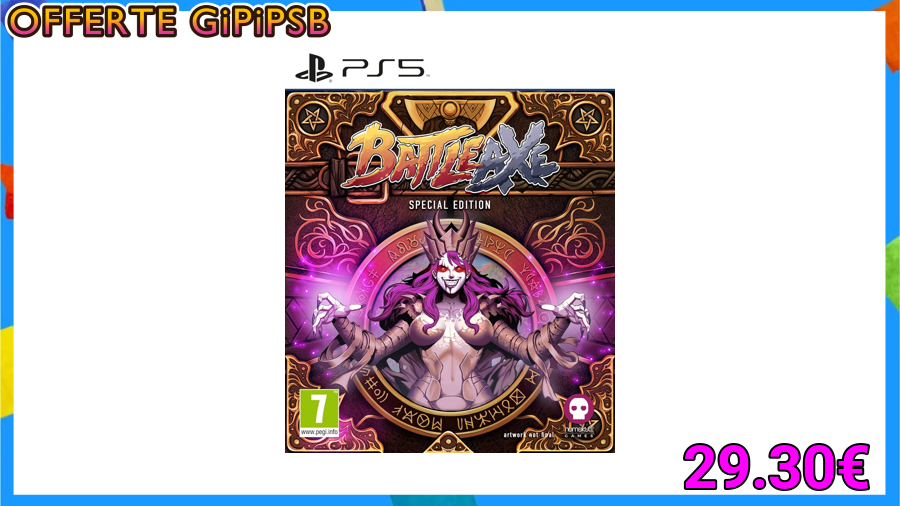 OFFERTE GiPiPSB
PS5
BATTLE AXE
SPECIAL EDITION
7
www.pegi.info
artwork not final
numskull
GAMES
29.30€